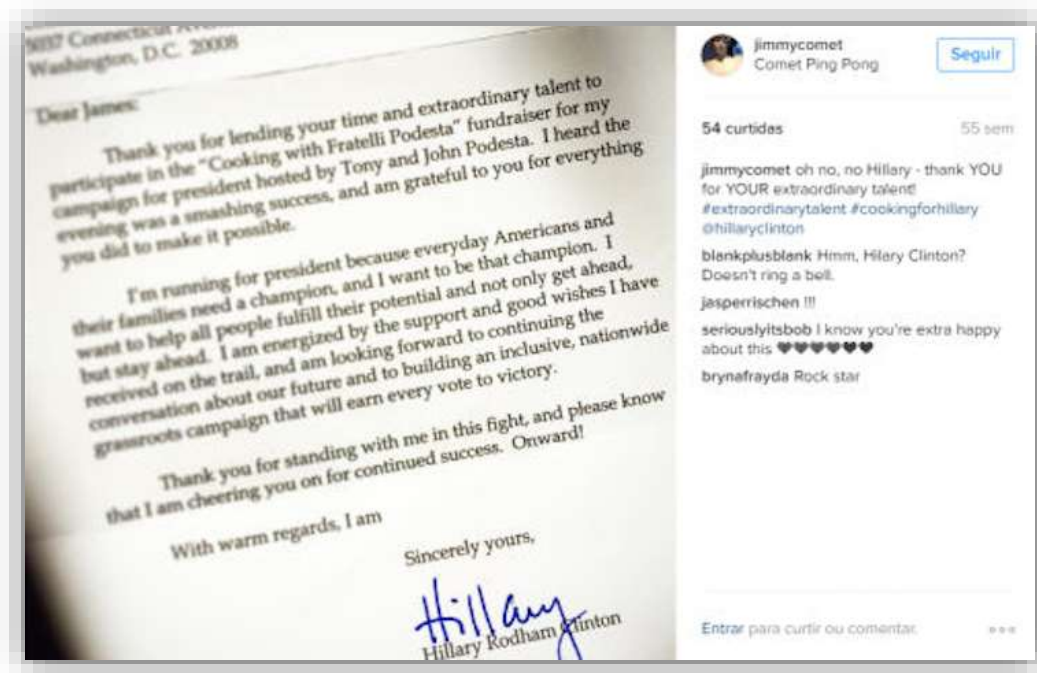 5037 Connecticut
Washington, D.C. 20008
Dear James:
Thank you for lending your time and extraordinary talent to
participate in the "Cooking with Fratelli Podesta" fundraiser for my
campaign for president hosted by Tony and John Podesta. I heard the
evening was a smashing success, and am grateful to you for everything
you did to make it possible.
I'm running for president because everyday Americans and
their families need a champion, and I want to be that champion. I
want to help all people fulfill their potential and not only get ahead,
but stay ahead. I am energized by the support and good wishes I have
received on the trail, and am looking forward to continuing the
conversation about our future and to building an inclusive, nationwide
grassroots campaign that will earn every vote to victory.
Thank you for standing with me in this fight, and please know
that I am cheering you on for continued success. Onward!
With warm regards, I am
Sincerely yours,
Hillary
Hillary Rodham Clinton
jimmycomet
Comet Ping Pong
Seguir
54 curtidas
55 sem
jimmycomet oh no, no Hillary - thank YOU
for YOUR extraordinary talent!
#extraordinarytalent #cookingforhillary
@hillaryclinton
blankplusblank Hmm, Hilary Clinton?
Doesn't ring a bell.
jasperrischen !!!
seriouslyitsbob I know you're extra happy
about this 🖤🖤🖤🖤🖤🖤
brynafrayda Rock star
Entrar para curtir ou comentar.